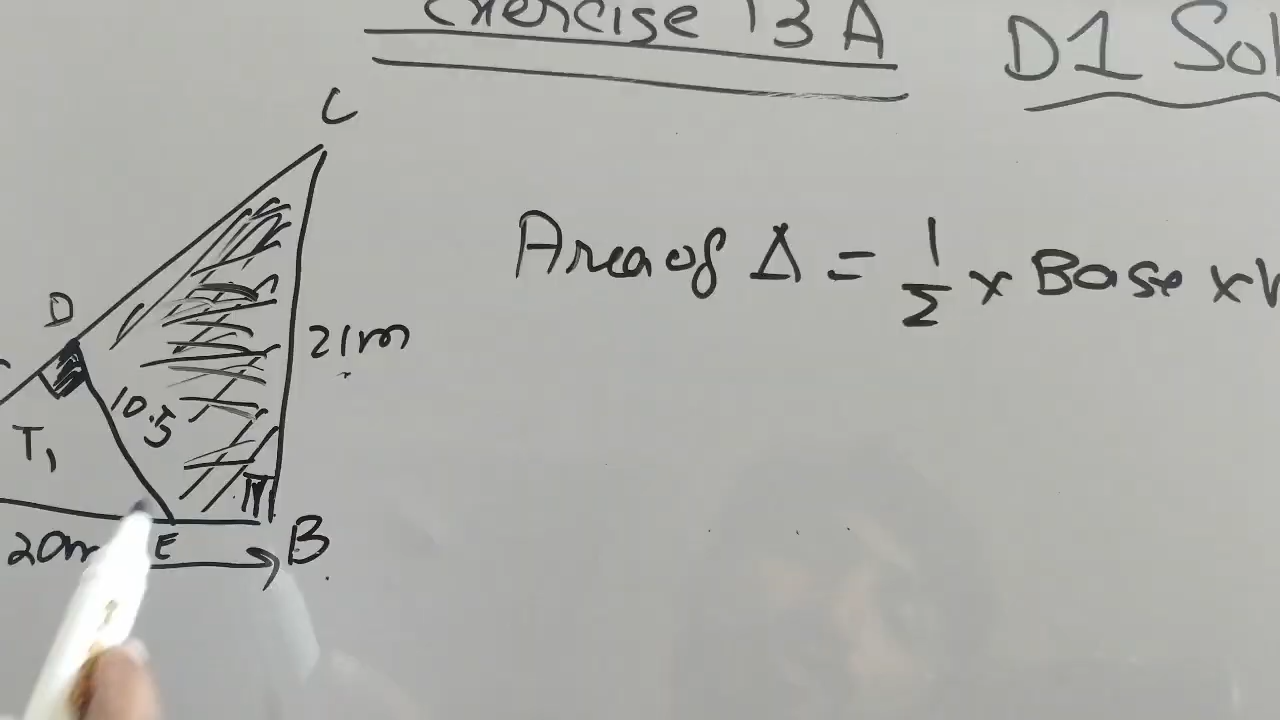 Exercise 13 A
D1 Sol
C
Area of Δ = 1/2 × Base ×
D
21m
10.5
T1
20m
E
B